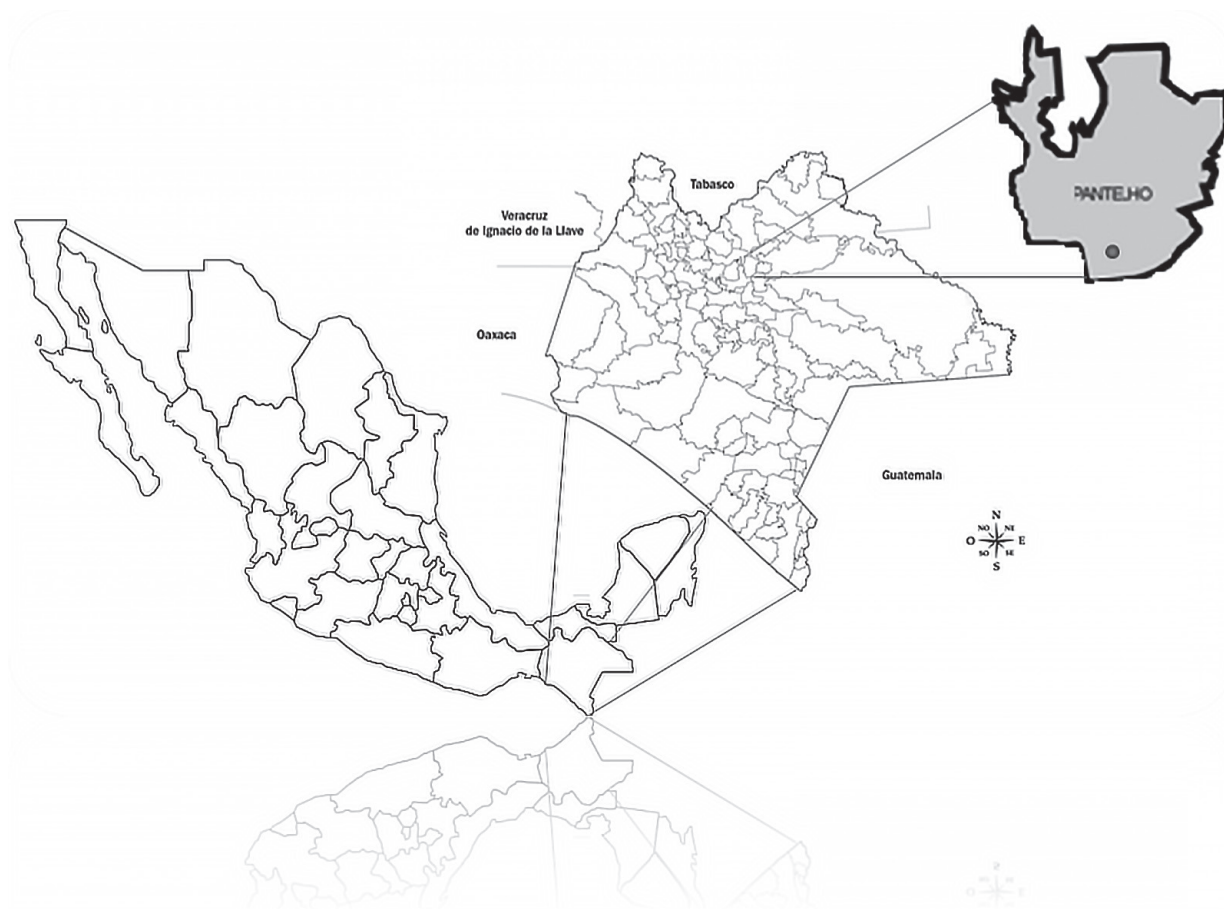 PANTELHO
Tabasco
Veracruz
de Ignacio de la Llave
Oaxaca
Guatemala
N
NO NE
O E
SO SE
S